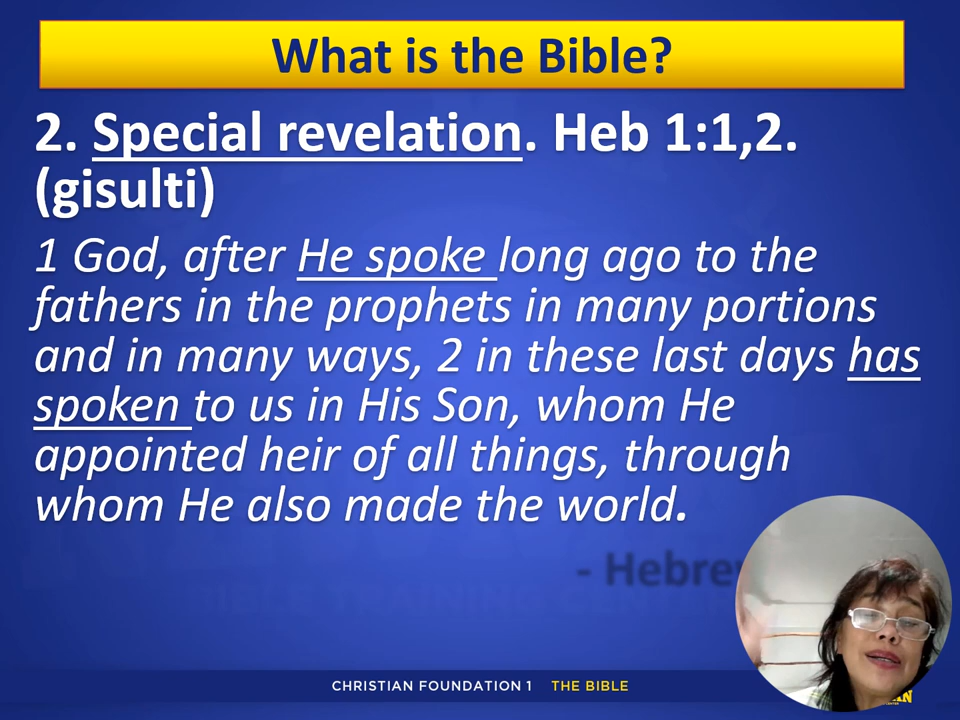 What is the Bible?
2. Special revelation. Heb 1:1,2.
(gisulti)
1 God, after He spoke long ago to the
fathers in the prophets in many portions
and in many ways, 2 in these last days has
spoken to us in His Son, whom He
appointed heir of all things, through
whom He also made the world.
CHRISTIAN FOUNDATION 1 THE BIBLE